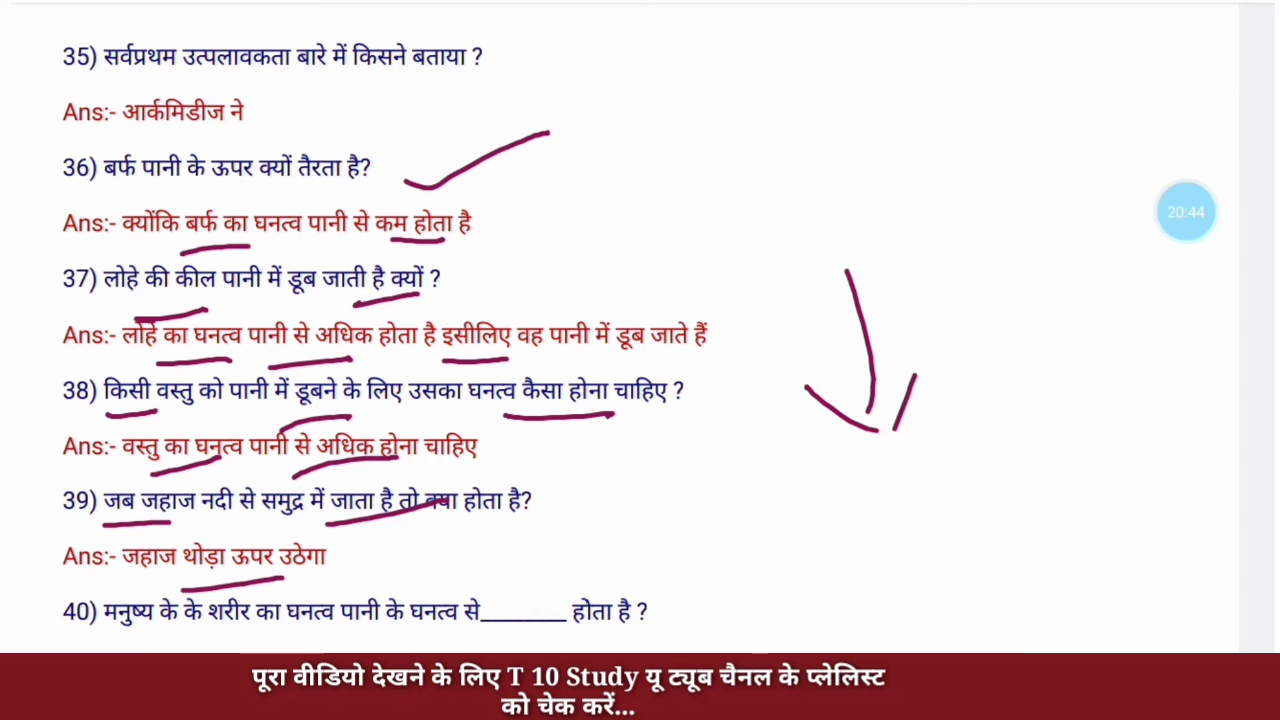 35) सर्वप्रथम उत्पलावकता बारे में किसने बताया ?
Ans:- आर्कमिडीज ने
36) बर्फ पानी के ऊपर क्यों तैरता है?
20:44
Ans:- क्योंकि बर्फ का घनत्व पानी से कम होता है
37) लोहे की कील पानी में डूब जाती है क्यों ?
Ans:- लोहे का घनत्व पानी से अधिक होता है इसीलिए वह पानी में डूब जाते हैं
38) किसी वस्तु को पानी में डूबने के लिए उसका घनत्व कैसा होना चाहिए ?
Ans:- वस्तु का घनत्व पानी से अधिक होना चाहिए
39) जब जहाज नदी से समुद्र में जाता है तो क्या होता है?
Ans:- जहाज थोड़ा ऊपर उठेगा
40) मनुष्य के के शरीर का घनत्व पानी के घनत्व से_______ होता है ?
पूरा वीडियो देखने के लिए T 10 Study यू ट्यूब चैनल के प्लेलिस्ट
को चेक करें...